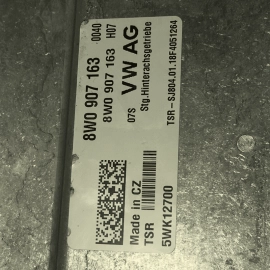 8W0 907 163 0040
8W0 907 163 H07
07S VW AG
Stg.Hinterachsgetriebe
TSR-SJ804.01.18F4051264
Made in CZ
TSR
5WK12700